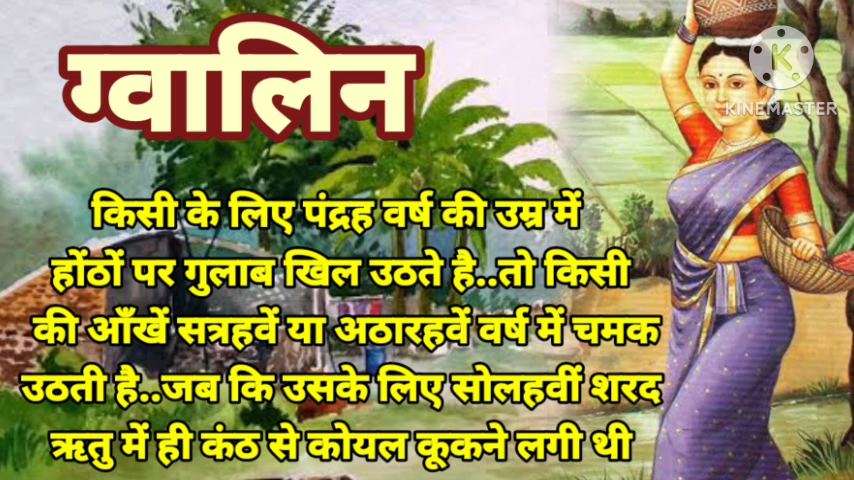 ग्वालिन
KINEMASTER
किसी के लिए पंद्रह वर्ष की उम्र में
होंठों पर गुलाब खिल उठते है..तो किसी
की आँखें सत्रहवें या अठारहवें वर्ष में चमक
उठती है..जब कि उसके लिए सोलहवीं शरद
ऋतु में ही कंठ से कोयल कूकने लगी थी